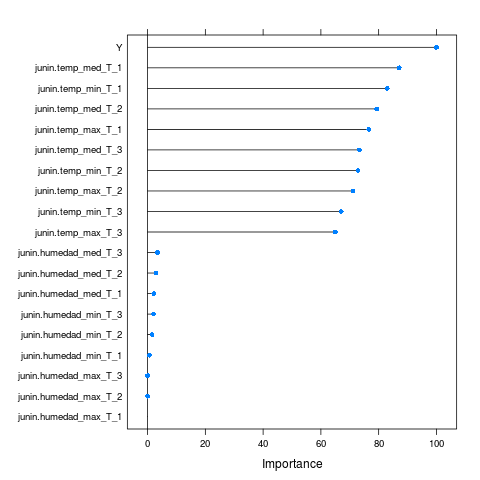 Y
junin.temp_med_T_1
junin.temp_min_T_1
junin.temp_med_T_2
junin.temp_max_T_1
junin.temp_med_T_3
junin.temp_min_T_2
junin.temp_max_T_2
junin.temp_min_T_3
junin.temp_max_T_3
junin.humedad_med_T_3
junin.humedad_med_T_2
junin.humedad_med_T_1
junin.humedad_min_T_3
junin.humedad_min_T_2
junin.humedad_min_T_1
junin.humedad_max_T_3
junin.humedad_max_T_2
junin.humedad_max_T_1
0 20 40 60 80 100
Importance